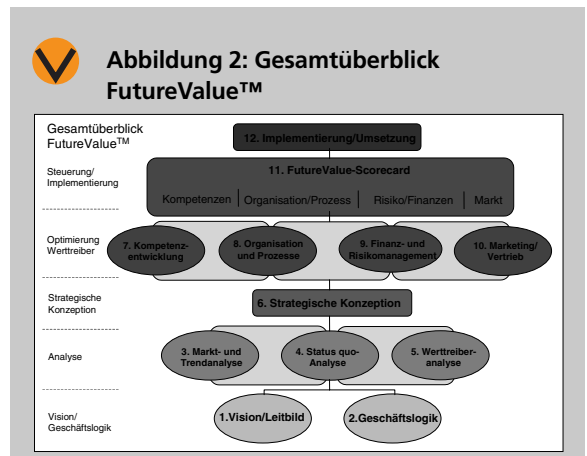 Abbildung 2: Gesamtüberblick
FutureValue™
Gesamtüberblick
FutureValue™
12. Implementierung/Umsetzung
Steuerung/
Implementierung
11. FutureValue-Scorecard
Kompetenzen | Organisation/Prozess | Risiko/Finanzen | Markt
Optimierung
Werttreiber
7. Kompetenz-
entwicklung
8. Organisation
und Prozesse
9. Finanz- und
Risikomanagement
10. Marketing/
Vertrieb
Strategische
Konzeption
6. Strategische Konzeption
Analyse
3. Markt- und
Trendanalyse
4. Status quo-
Analyse
5. Werttreiber-
analyse
Vision/
Geschäftslogik
1.Vision/Leitbild
2.Geschäftslogik